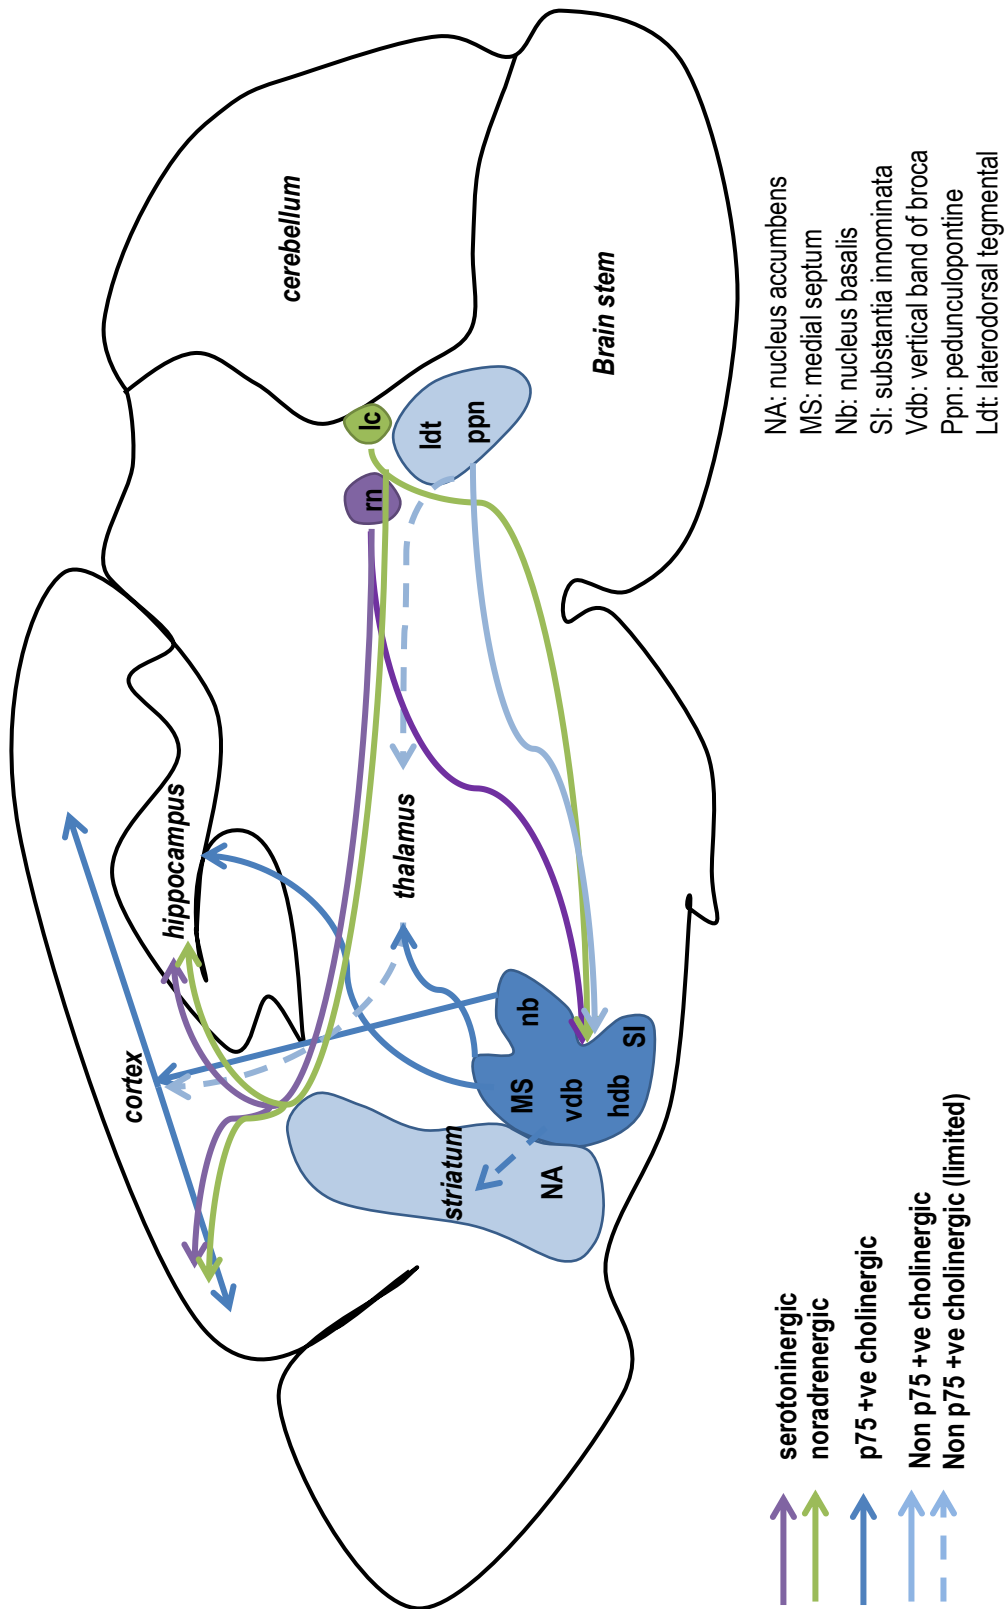 cortex
hippocampus
cerebellum
striatum
thalamus
rn
lc
ldt
ppn
NA
MS
nb
vdb
hdb
SI
Brain stem
serotoninergic
noradrenergic
p75 +ve cholinergic
Non p75 +ve cholinergic
Non p75 +ve cholinergic (limited)
NA: nucleus accumbens
MS: medial septum
Nb: nucleus basalis
SI: substantia innominata
Vdb: vertical band of broca
Ppn: pedunculopontine
Ldt: laterodorsal tegmental